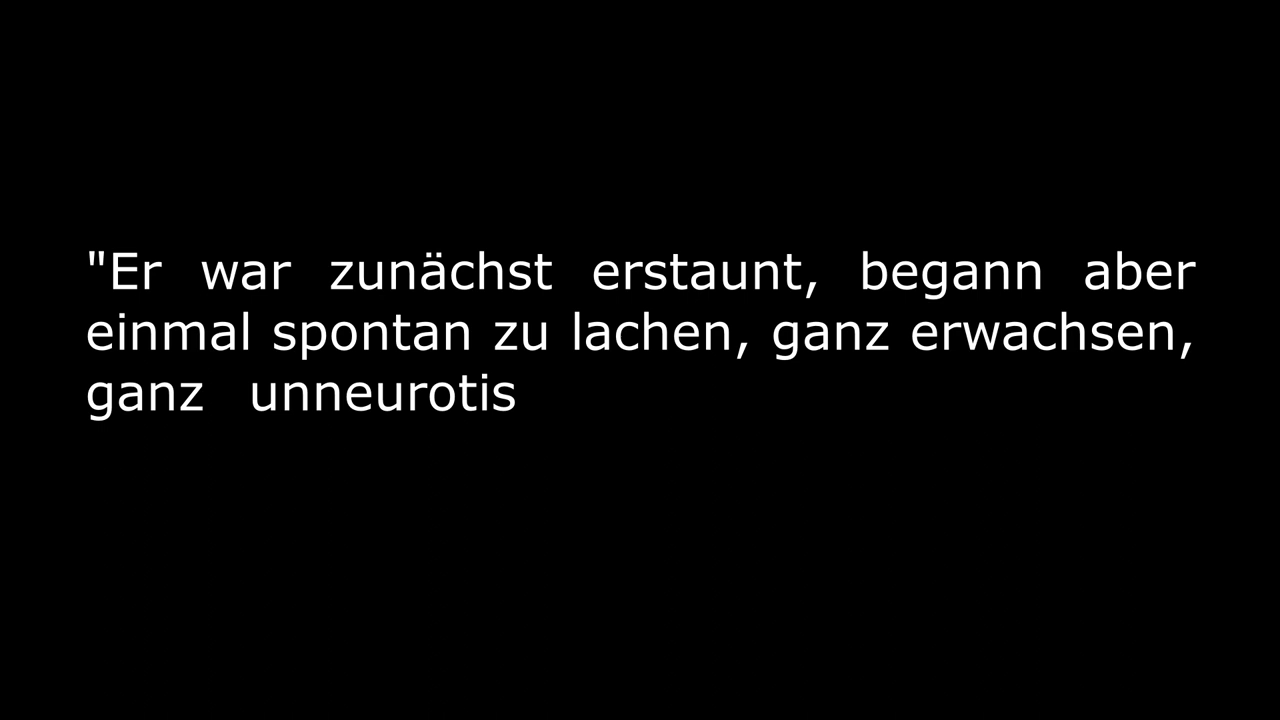 "Er war zunächst erstaunt, begann aber
einmal spontan zu lachen, ganz erwachsen,
ganz unneurotis